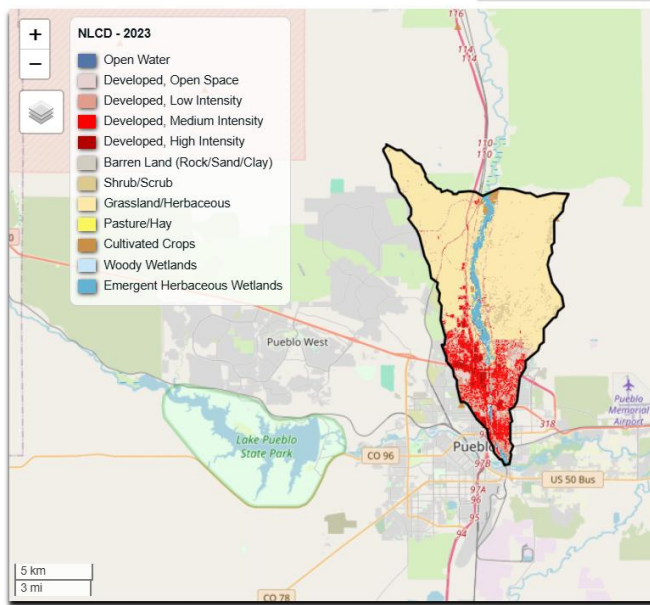 +
−
NLCD - 2023
Open Water
Developed, Open Space
Developed, Low Intensity
Developed, Medium Intensity
Developed, High Intensity
Barren Land (Rock/Sand/Clay)
Shrub/Scrub
Grassland/Herbaceous
Pasture/Hay
Cultivated Crops
Woody Wetlands
Emergent Herbaceous Wetlands
116
114
114
110
110
Pueblo West
Pueblo
Memorial
Airport
318
Lake Pueblo
State Park
CO 96
Pueblo
97B
US 50 Bus
97A
96
95
94
5 km
3 mi
CO 78